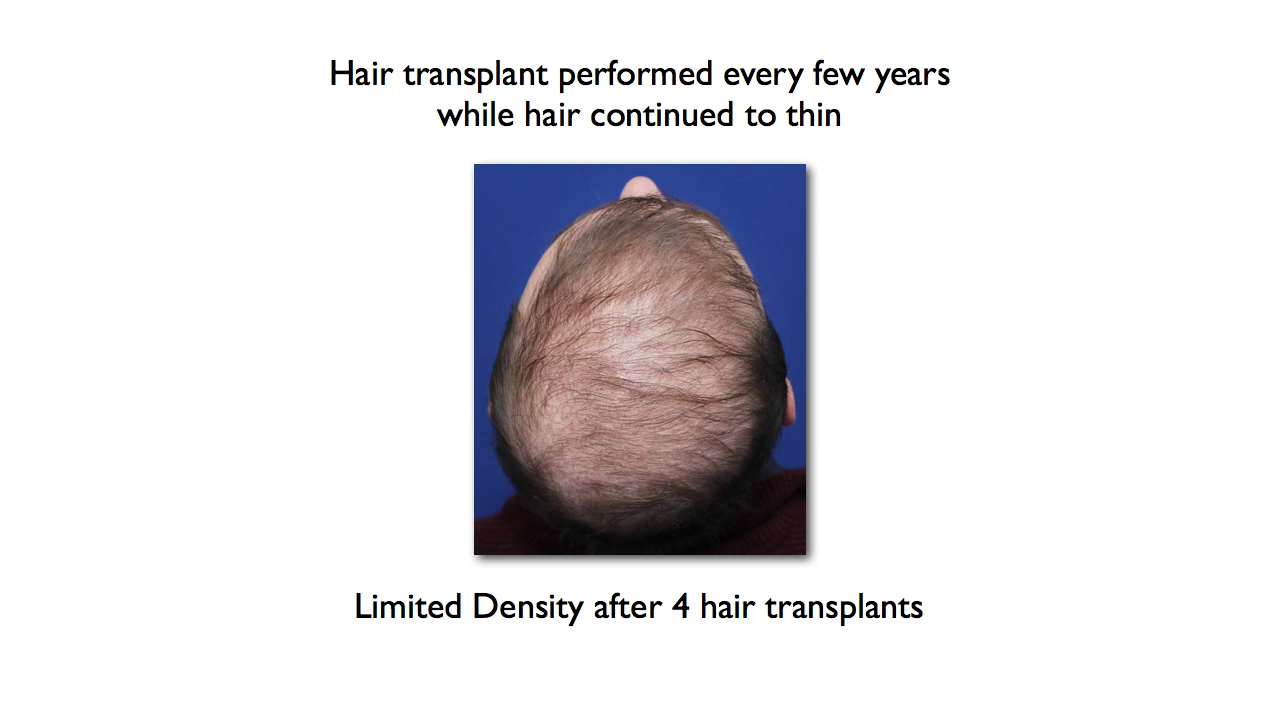 Hair transplant performed every few years
while hair continued to thin
Limited Density after 4 hair transplants